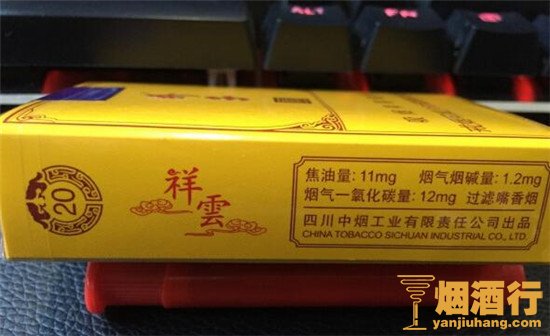 ALT
FN
祥雲
20
焦油量: 11mg 烟气烟碱量: 1.2mg
烟气一氧化碳量: 12mg 过滤嘴香烟
四川中烟工业有限责任公司出品
CHINA TOBACCO SICHUAN INDUSTRIAL CO., LTD.
烟酒行
yanjiuhang.com